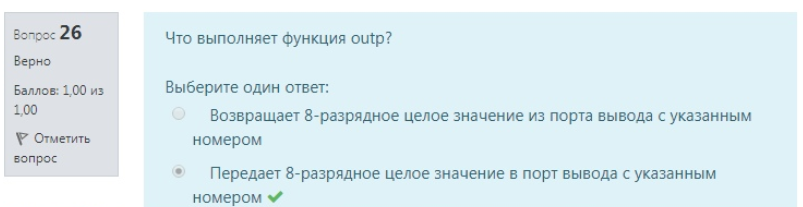 Вопрос 26
Верно
Баллов: 1,00 из
1,00
Отметить
вопрос
Что выполняет функция outp?
Выберите один ответ:
Возвращает 8-разрядное целое значение из порта вывода с указанным
номером
Передает 8-разрядное целое значение в порт вывода с указанным
номером